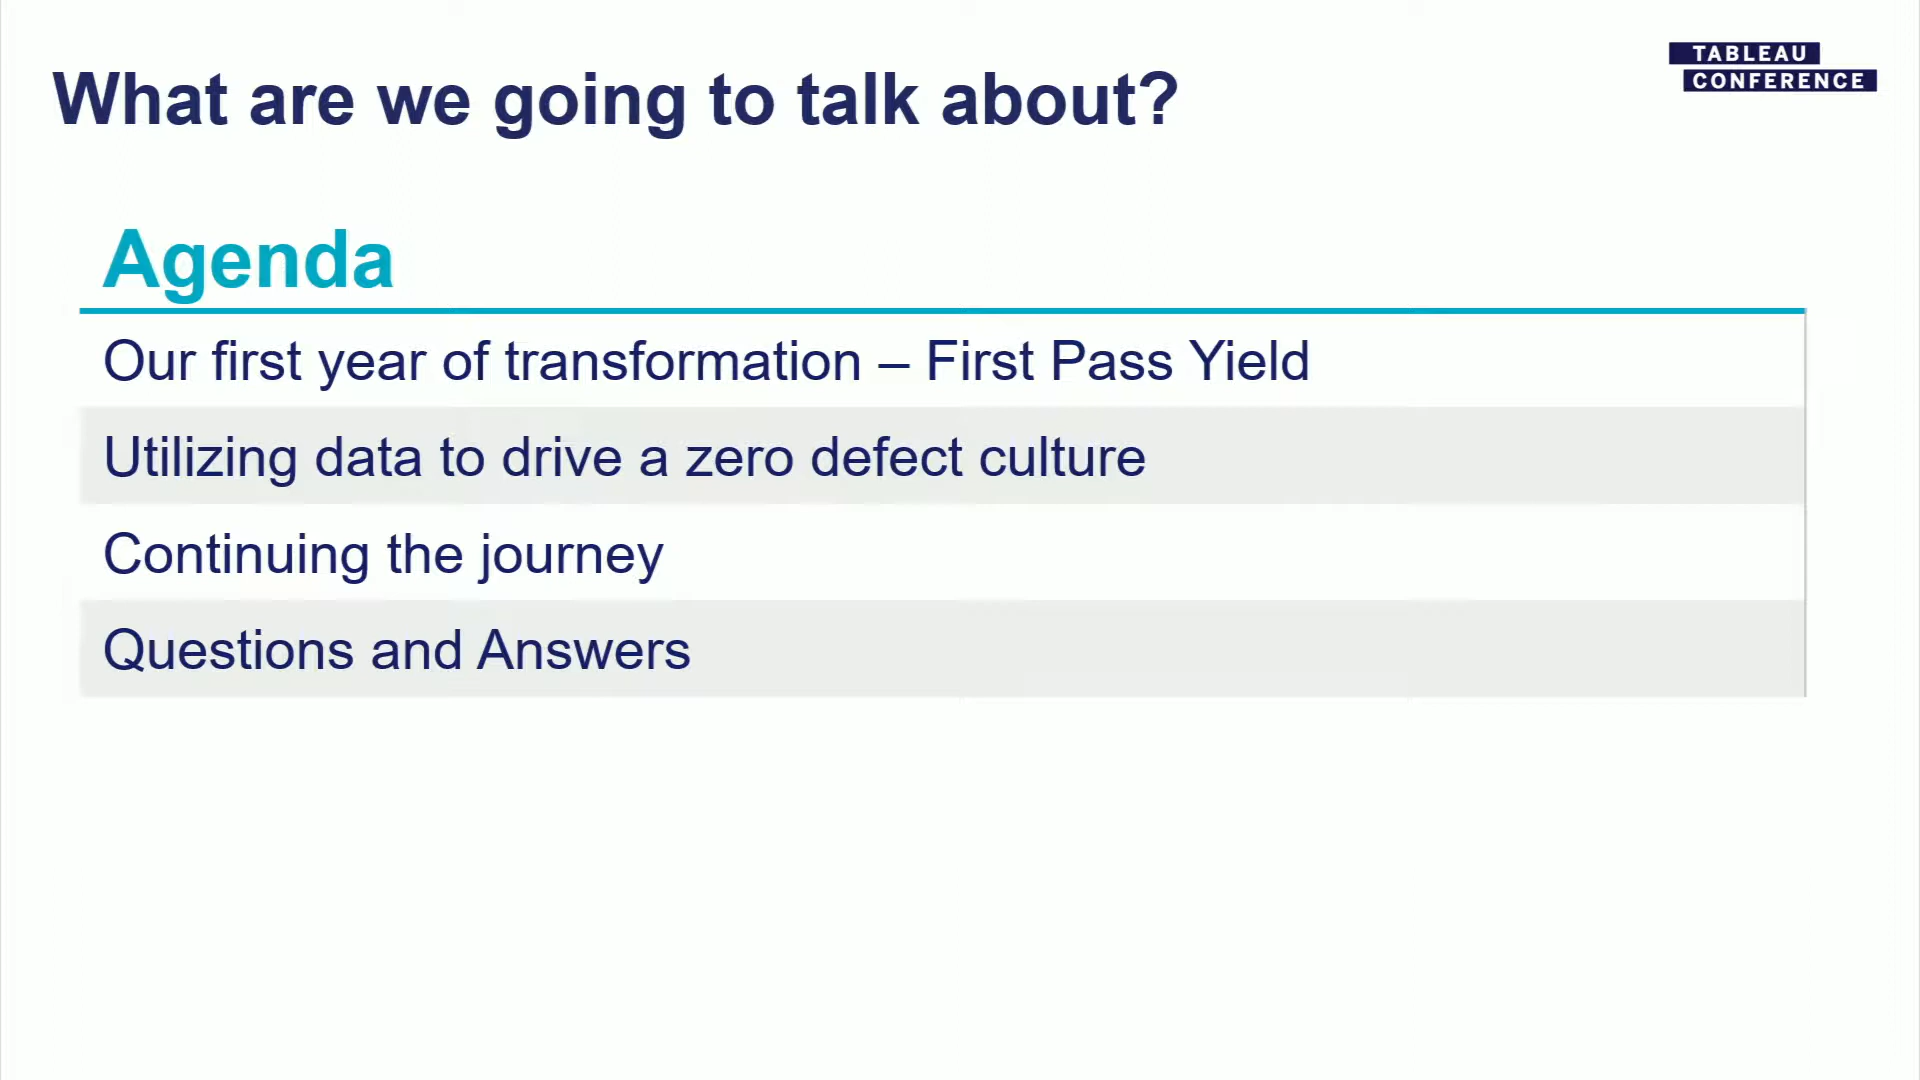 What are we going to talk about?
TABLEAU
CONFERENCE
Agenda
Our first year of transformation – First Pass Yield
Utilizing data to drive a zero defect culture
Continuing the journey
Questions and Answers